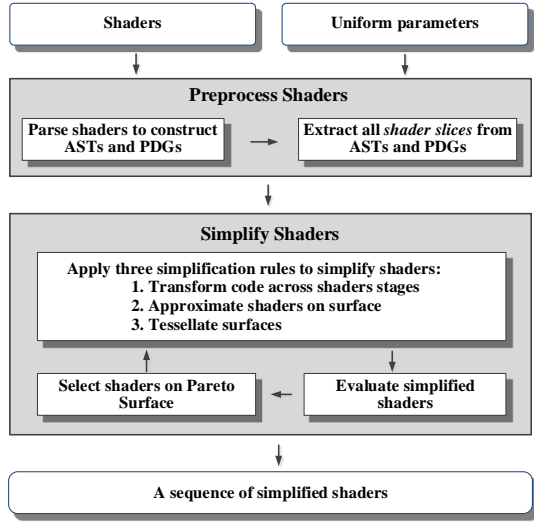 Shaders
Uniform parameters
Preprocess Shaders
Parse shaders to construct
ASTs and PDGs
Extract all shader slices from
ASTs and PDGs
Simplify Shaders
Apply three simplification rules to simplify shaders:
1. Transform code across shaders stages
2. Approximate shaders on surface
3. Tessellate surfaces
Select shaders on Pareto
Surface
Evaluate simplified
shaders
A sequence of simplified shaders